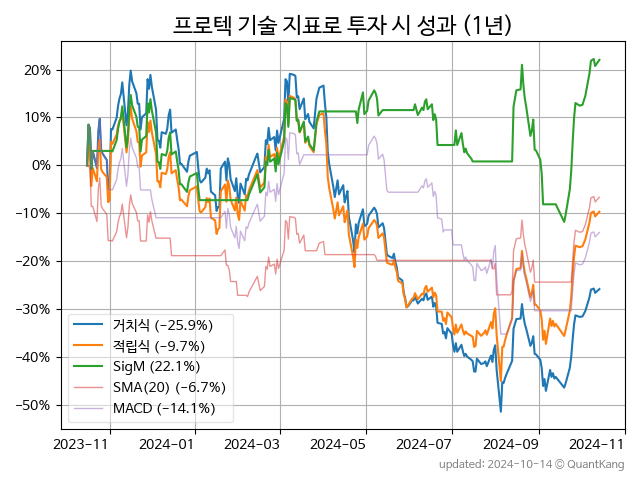 프로텍 기술 지표로 투자 시 성과 (1년)
20%
10%
0%
−10%
−20%
−30%
−40%
−50%
거치식 (−25.9%)
적립식 (−9.7%)
SigM (22.1%)
SMA(20) (−6.7%)
MACD (−14.1%)
2023−11 2024−01 2024−03 2024−05 2024−07 2024−09 2024−11
updated: 2024−10−14 © QuantKang